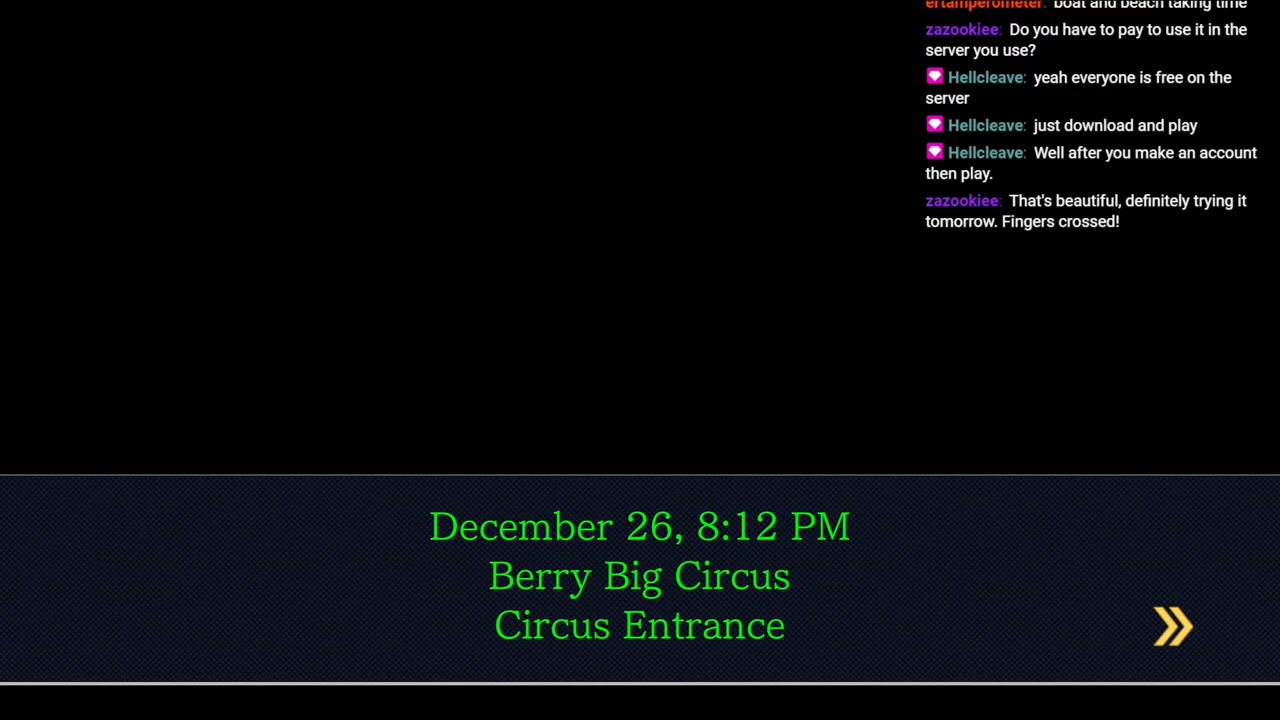 ertamperometer: boat and beach taking time
zazookiee: Do you have to pay to use it in the
server you use?
Hellcleave: yeah everyone is free on the
server
Hellcleave: just download and play
Hellcleave: Well after you make an account
then play.
zazookiee: That's beautiful, definitely trying it
tomorrow. Fingers crossed!
December 26, 8:12 PM
Berry Big Circus
Circus Entrance